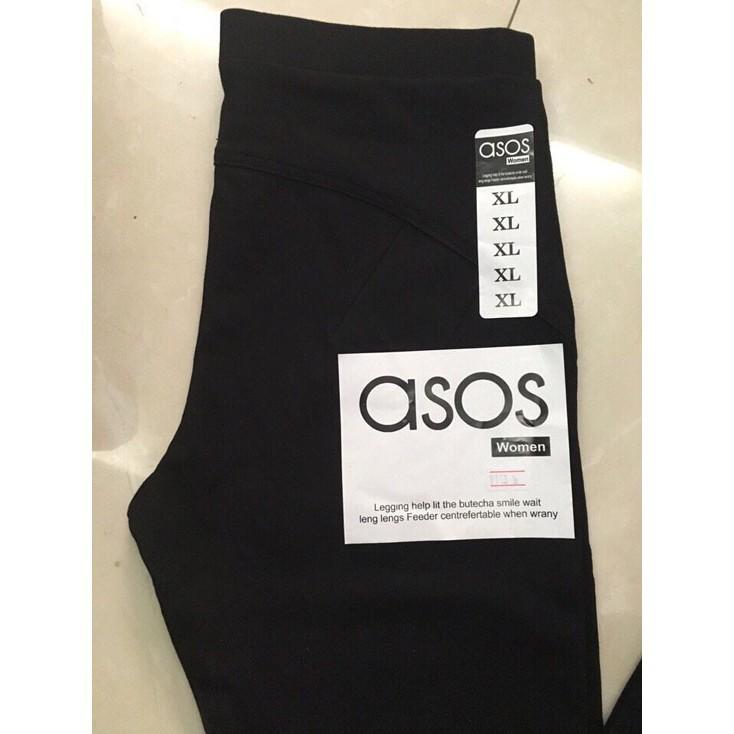 asos
Women
XL
XL
XL
XL
XL
asos
Women
Legging help lit the butecha smile wait
leng lengs Feeder centrefertable when wrany